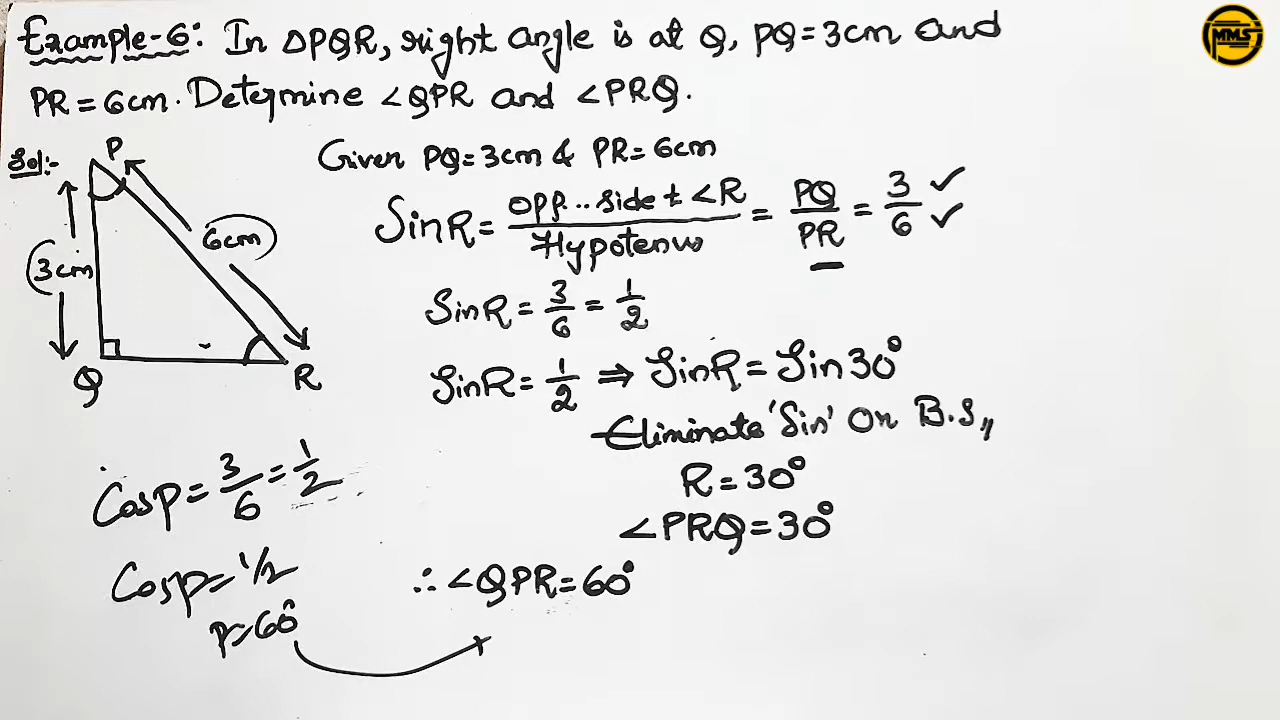 Example-6: In △PQR, right angle is at Q, PQ=3cm and
PR=6cm. Determine ∠QPR and ∠PRQ.
Sol:-
Given PQ=3cm & PR=6cm
P
3cm
6cm
Q
R
SinR = Opp.. side t ∠R / Hypotenus = PQ/PR = 3/6 ✓ ✓
SinR = 3/6 = 1/2
SinR = 1/2 ⇒ SinR = Sin30°
Eliminate 'Sin' On B.S,,
R = 30°
∠PRQ = 30°
CosP = 3/6 = 1/2
CosP = 1/2
P=60°
∴ ∠QPR = 60°
MMS